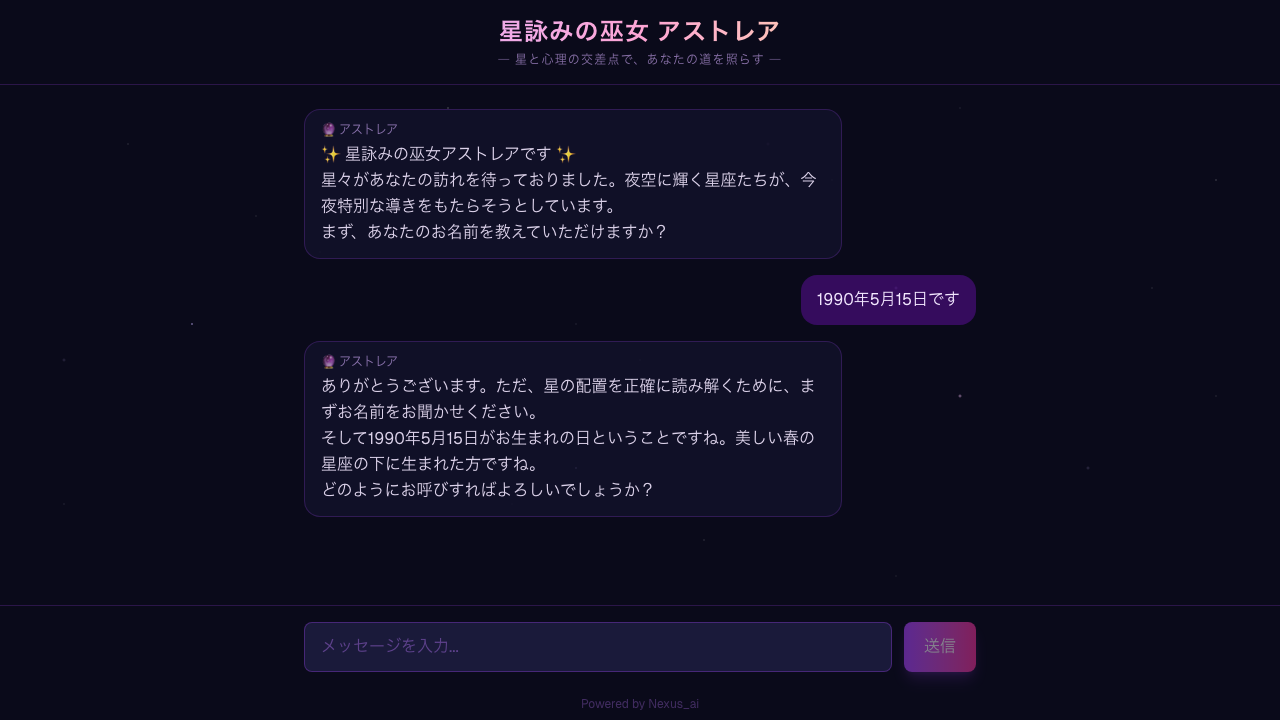 星詠みの巫女 アストレア
— 星と心理の交差点で、あなたの道を照らす —
🔮 アストレア
✨ 星詠みの巫女アストレアです ✨
星々があなたの訪れを待っておりました。夜空に輝く星座たちが、今
夜特別な導きをもたらそうとしています。
まず、あなたのお名前を教えていただけますか？
1990年5月15日です
🔮 アストレア
ありがとうございます。ただ、星の配置を正確に読み解くために、ま
ずお名前をお聞かせください。
そして1990年5月15日がお生まれの日ということですね。美しい春の
星座の下に生まれた方ですね。
どのようにお呼びすればよろしいでしょうか？
メッセージを入力...
送信
Powered by Nexus_ai